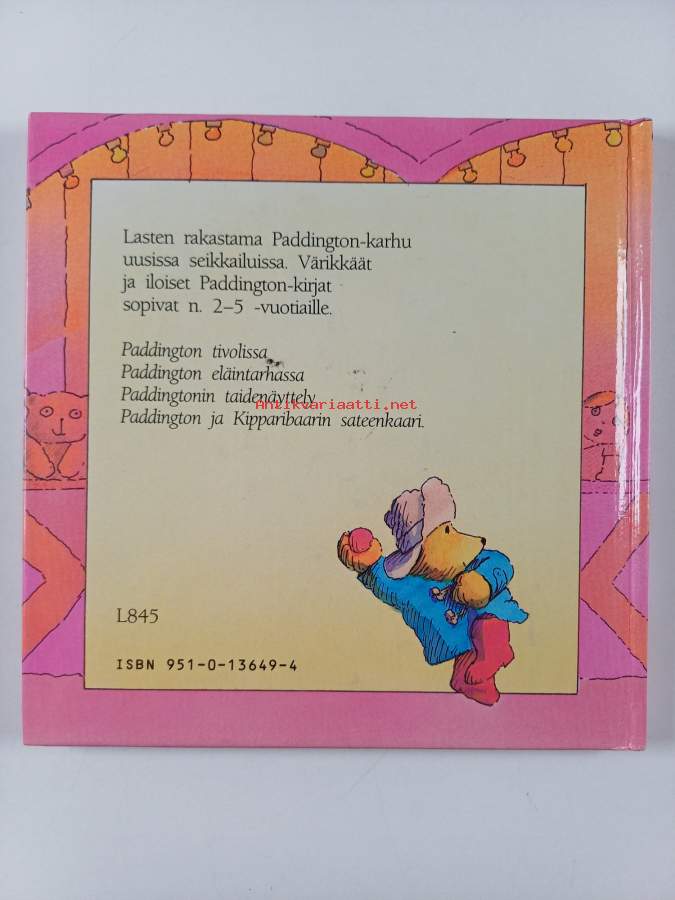 Lasten rakastama Paddington-karhu
uusissa seikkailuissa. Värikkäät
ja iloiset Paddington-kirjat
sopivat n. 2–5 -vuotiaille.
Paddington tivolissa
Paddington eläintarhassa
Paddingtonin taidenäyttely
Antikvariaatti.net
Paddington ja Kipparibaarin sateenkaari.
L845
ISBN 951-0-13649-4